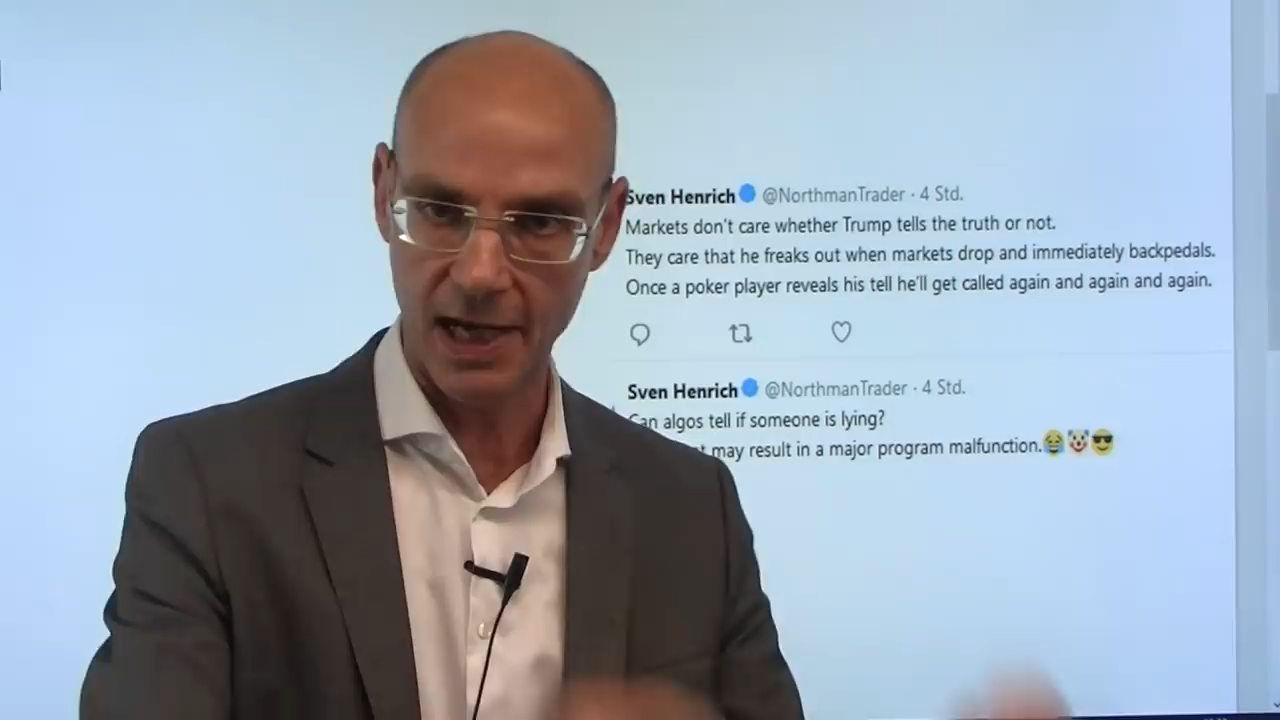 Sven Henrich @NorthmanTrader · 4 Std.
Markets don't care whether Trump tells the truth or not.
They care that he freaks out when markets drop and immediately backpedals.
Once a poker player reveals his tell he'll get called again and again and again.
Sven Henrich @NorthmanTrader · 4 Std.
Can algos tell if someone is lying?
may result in a major program malfunction.😂🤡😎